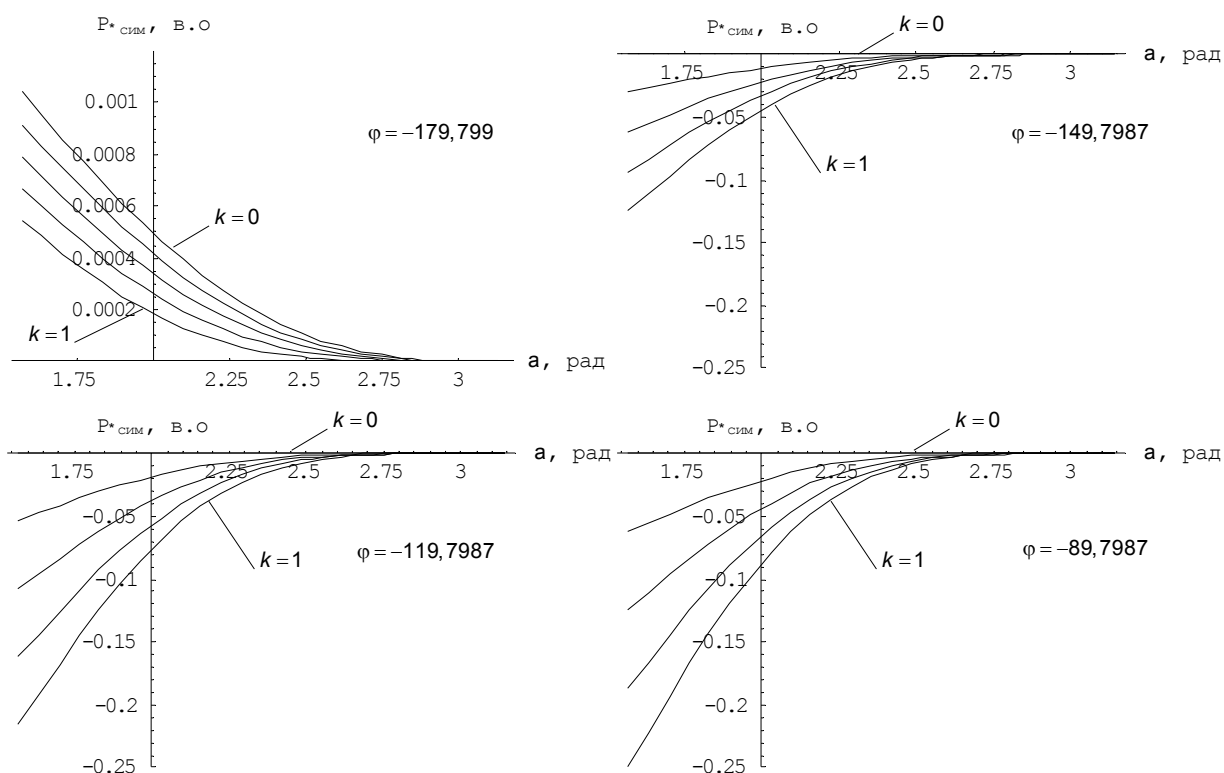 P*сим, в.о
0.001
0.0008
0.0006
0.0004
0.0002
k=0
k=1
φ=−179,799
1.75 2.25 2.5 2.75 3
a, рад
P*сим, в.о
k=0
1.75 2.25 2.5 2.75 3
a, рад
−0.05
−0.1
−0.15
−0.2
−0.25
k=1
φ=−149,7987
P*сим, в.о
k=0
1.75 2.25 2.5 2.75 3
a, рад
−0.05
−0.1
−0.15
−0.2
−0.25
k=1
φ=−119,7987
P*сим, в.о
k=0
1.75 2.25 2.5 2.75 3
a, рад
−0.05
−0.1
−0.15
−0.2
−0.25
k=1
φ=−89,7987